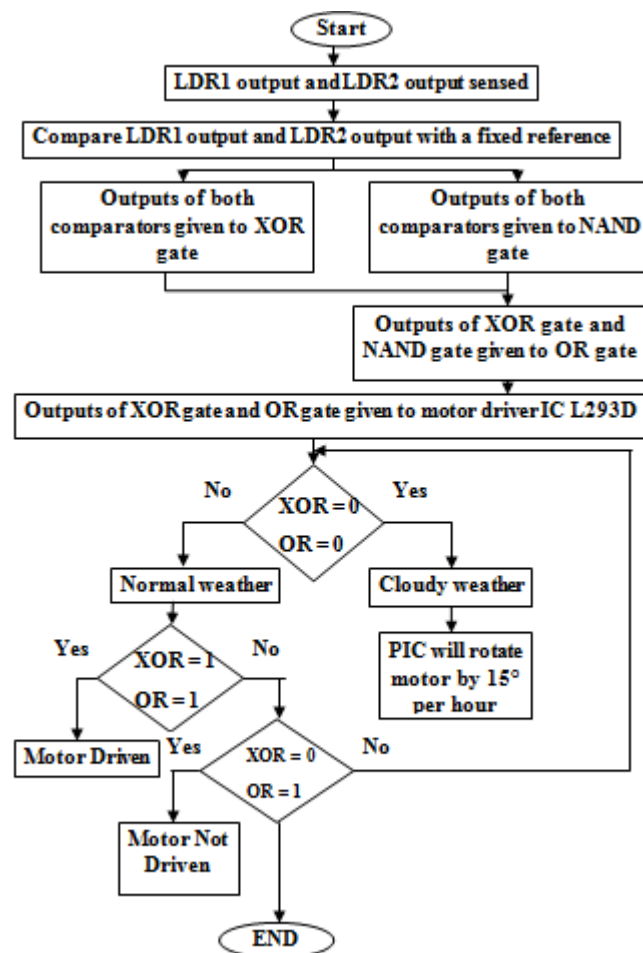 Start
LDR1 output and LDR2 output sensed
Compare LDR1 output and LDR2 output with a fixed reference
Outputs of both
comparators given to XOR
gate
Outputs of both
comparators given to NAND
gate
Outputs of XOR gate and
NAND gate given to OR gate
Outputs of XOR gate and OR gate given to motor driver IC L293D
No
Yes
XOR = 0
OR = 0
Normal weather
Cloudy weather
Yes
No
XOR = 1
OR = 1
PIC will rotate
motor by 15°
per hour
Motor Driven
Yes
No
XOR = 0
OR = 1
Motor Not
Driven
END